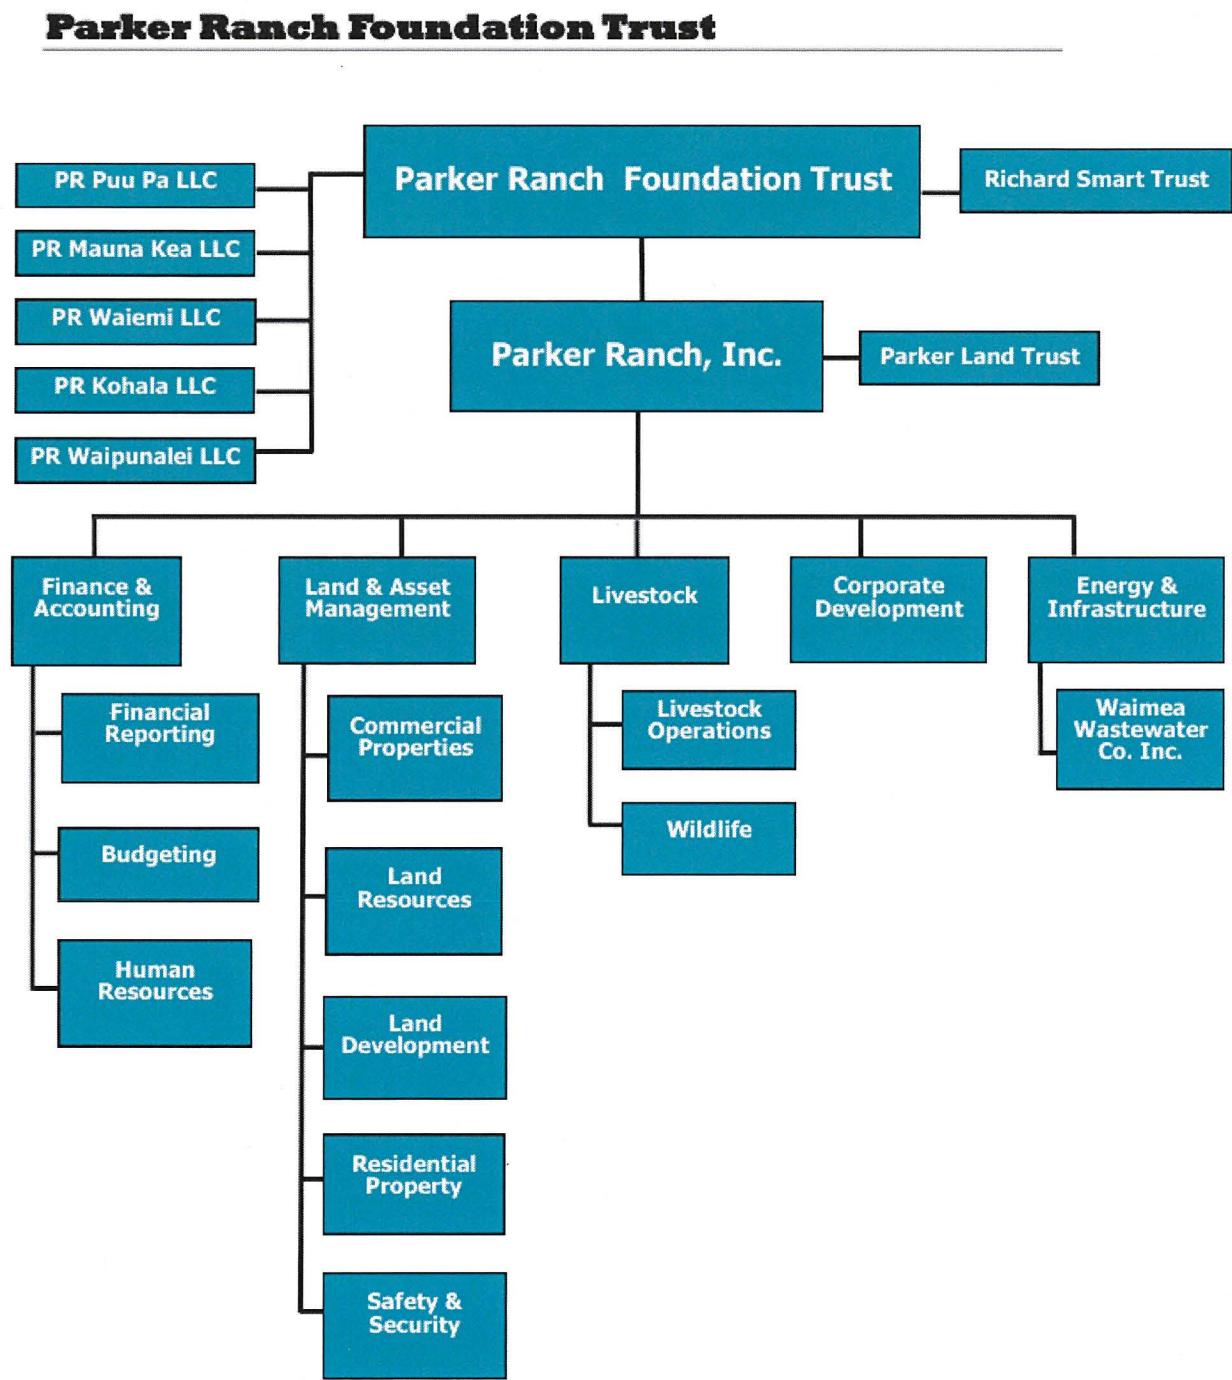 Parker Ranch Foundation Trust
Parker Ranch Foundation Trust
Richard Smart Trust
PR Puu Pa LLC
PR Mauna Kea LLC
PR Waiemi LLC
PR Kohala LLC
PR Waipunalei LLC
Parker Ranch, Inc.
Parker Land Trust
Finance &
Accounting
Financial
Reporting
Budgeting
Human
Resources
Land & Asset
Management
Commercial
Properties
Land
Resources
Land
Development
Residential
Property
Safety &
Security
Livestock
Livestock
Operations
Wildlife
Corporate
Development
Energy &
Infrastructure
Waimea
Wastewater
Co. Inc.